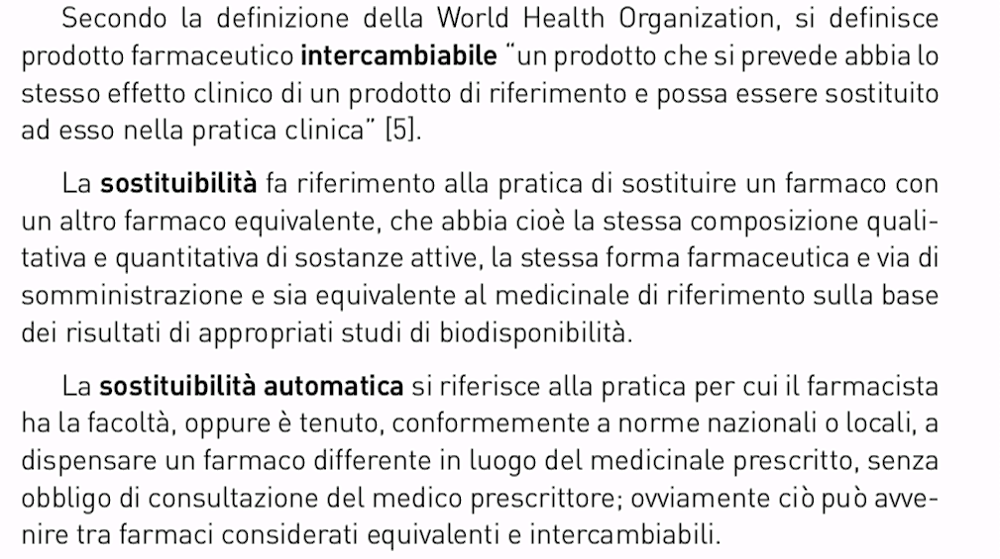 Secondo la definizione della World Health Organization, si definisce
prodotto farmaceutico intercambiabile “un prodotto che si prevede abbia lo
stesso effetto clinico di un prodotto di riferimento e possa essere sostituito
ad esso nella pratica clinica” [5].
La sostituibilità fa riferimento alla pratica di sostituire un farmaco con
un altro farmaco equivalente, che abbia cioè la stessa composizione quali-
tativa e quantitativa di sostanze attive, la stessa forma farmaceutica e via di
somministrazione e sia equivalente al medicinale di riferimento sulla base
dei risultati di appropriati studi di biodisponibilità.
La sostituibilità automatica si riferisce alla pratica per cui il farmacista
ha la facoltà, oppure è tenuto, conformemente a norme nazionali o locali, a
dispensare un farmaco differente in luogo del medicinale prescritto, senza
obbligo di consultazione del medico prescrittore; ovviamente ciò può avve-
nire tra farmaci considerati equivalenti e intercambiabili.